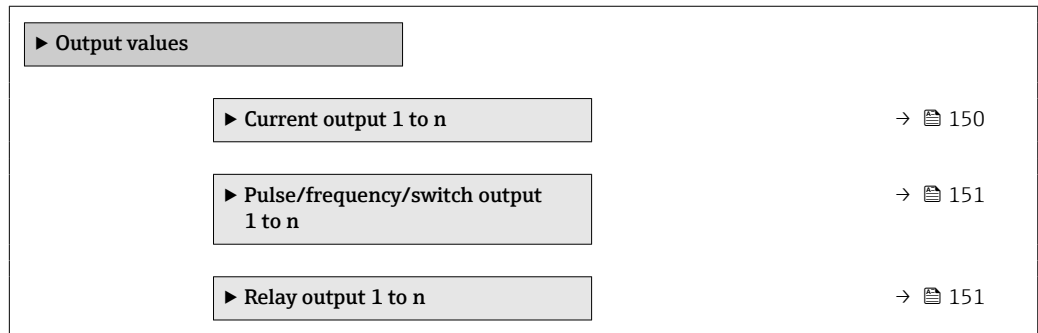 ▶ Output values
▶ Current output 1 to n → 150
▶ Pulse/frequency/switch output → 151
1 to n
▶ Relay output 1 to n → 151